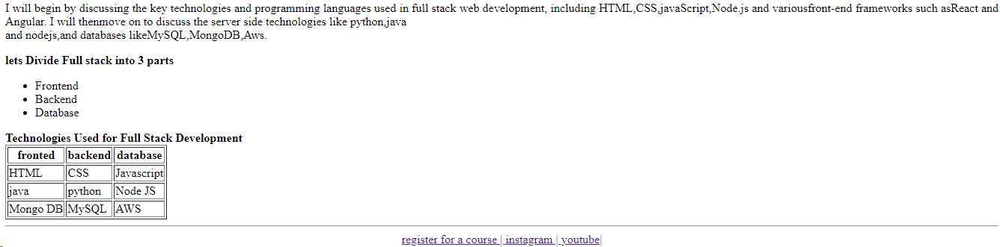 I will begin by discussing the key technologies and programming languages used in full stack web development, including HTML,CSS,javaScript,Node.js and variousfront-end frameworks such asReact and
Angular. I will thenmove on to discuss the server side technologies like python,java
and nodejs,and databases likeMySQL,MongoDB,Aws.
lets Divide Full stack into 3 parts
• Frontend
• Backend
• Database
Technologies Used for Full Stack Development
fronted backend database
HTML CSS Javascript
java python Node JS
Mongo DB MySQL AWS
register for a course | instagram | youtube|